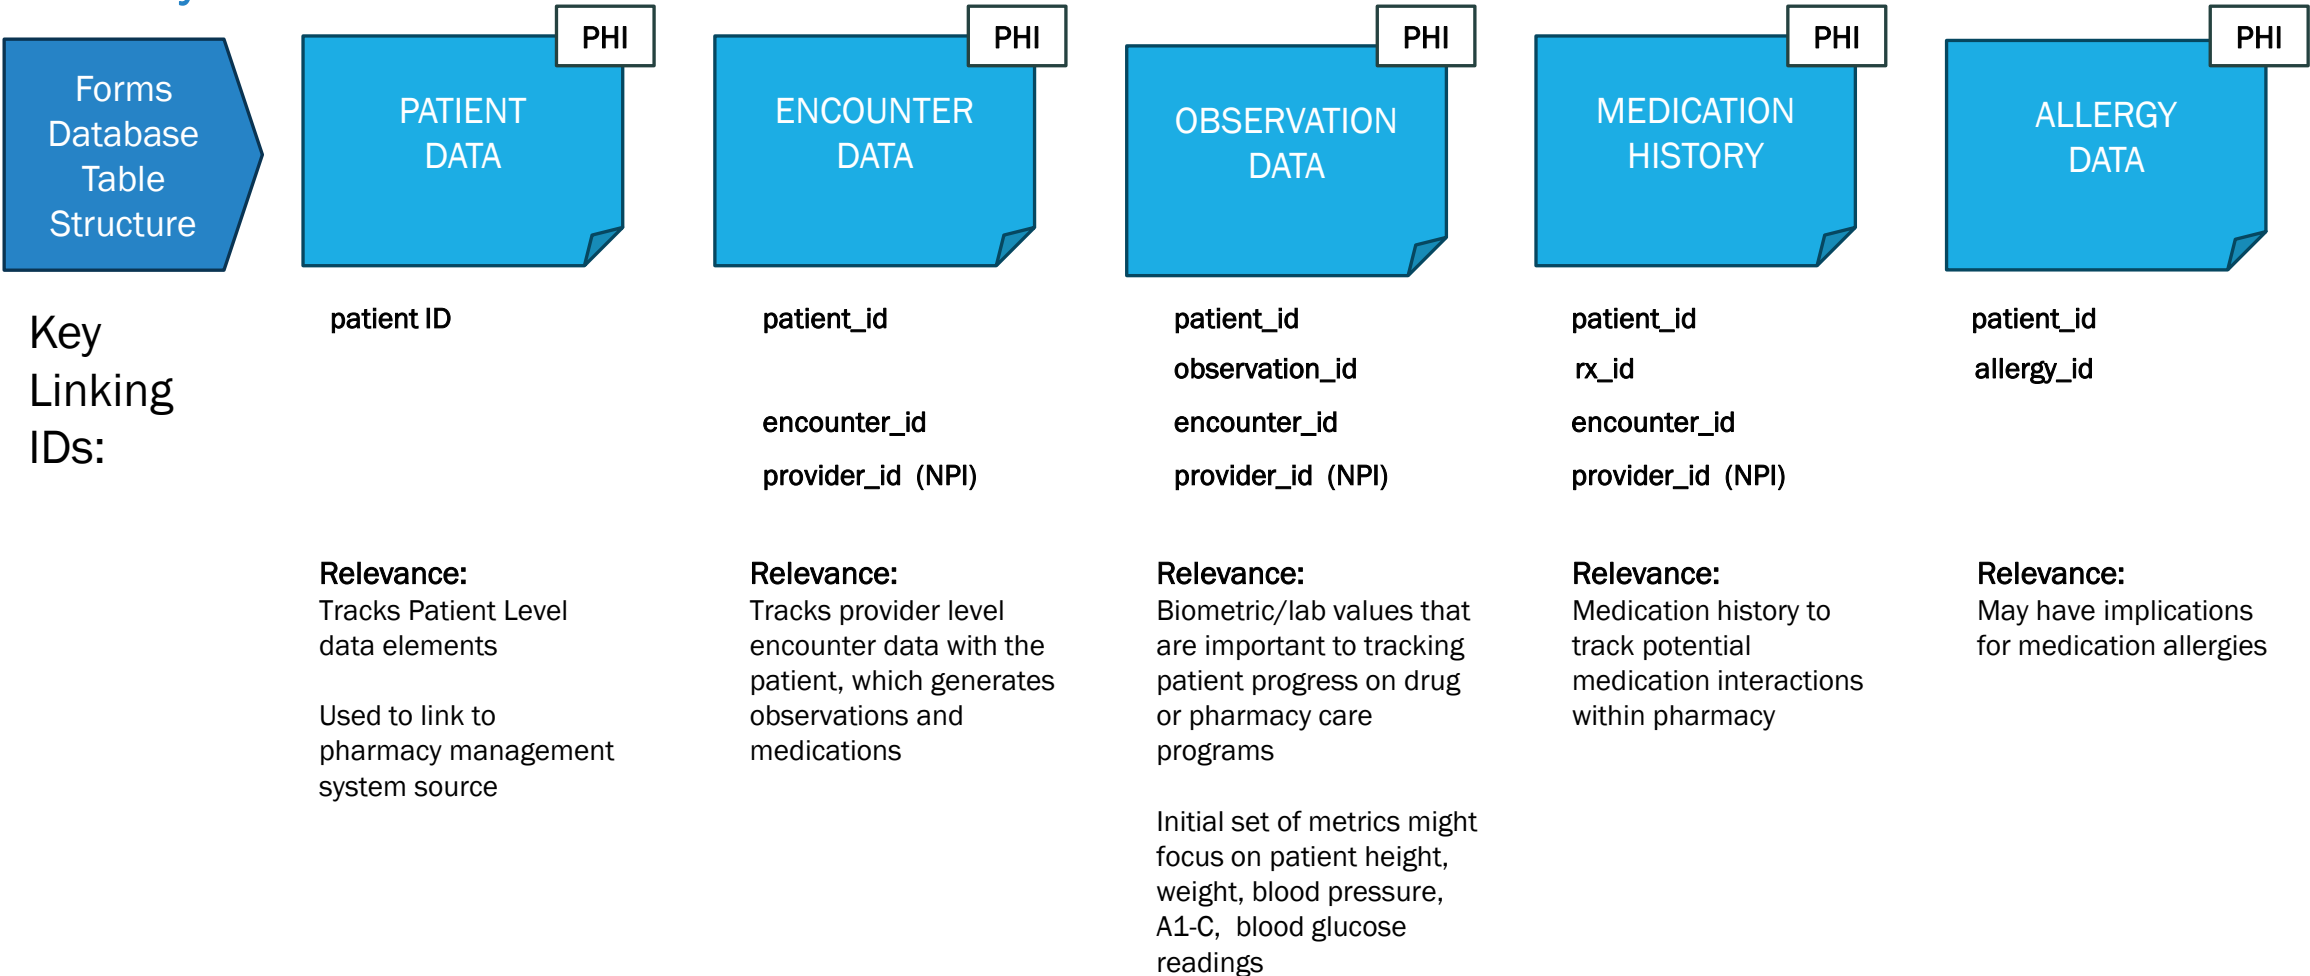 Forms
Database
Table
Structure
PHI
PATIENT
DATA
PHI
ENCOUNTER
DATA
PHI
OBSERVATION
DATA
PHI
MEDICATION
HISTORY
PHI
ALLERGY
DATA
Key
Linking
IDs:
patient ID
patient_id
encounter_id
provider_id (NPI)
patient_id
observation_id
encounter_id
provider_id (NPI)
patient_id
rx_id
encounter_id
provider_id (NPI)
patient_id
allergy_id
Relevance:
Tracks Patient Level
data elements
Used to link to
pharmacy management
system source
Relevance:
Tracks provider level
encounter data with the
patient, which generates
observations and
medications
Relevance:
Biometric/lab values that
are important to tracking
patient progress on drug
or pharmacy care
programs
Initial set of metrics might
focus on patient height,
weight, blood pressure,
A1-C, blood glucose
readings
Relevance:
Medication history to
track potential
medication interactions
within pharmacy
Relevance:
May have implications
for medication allergies